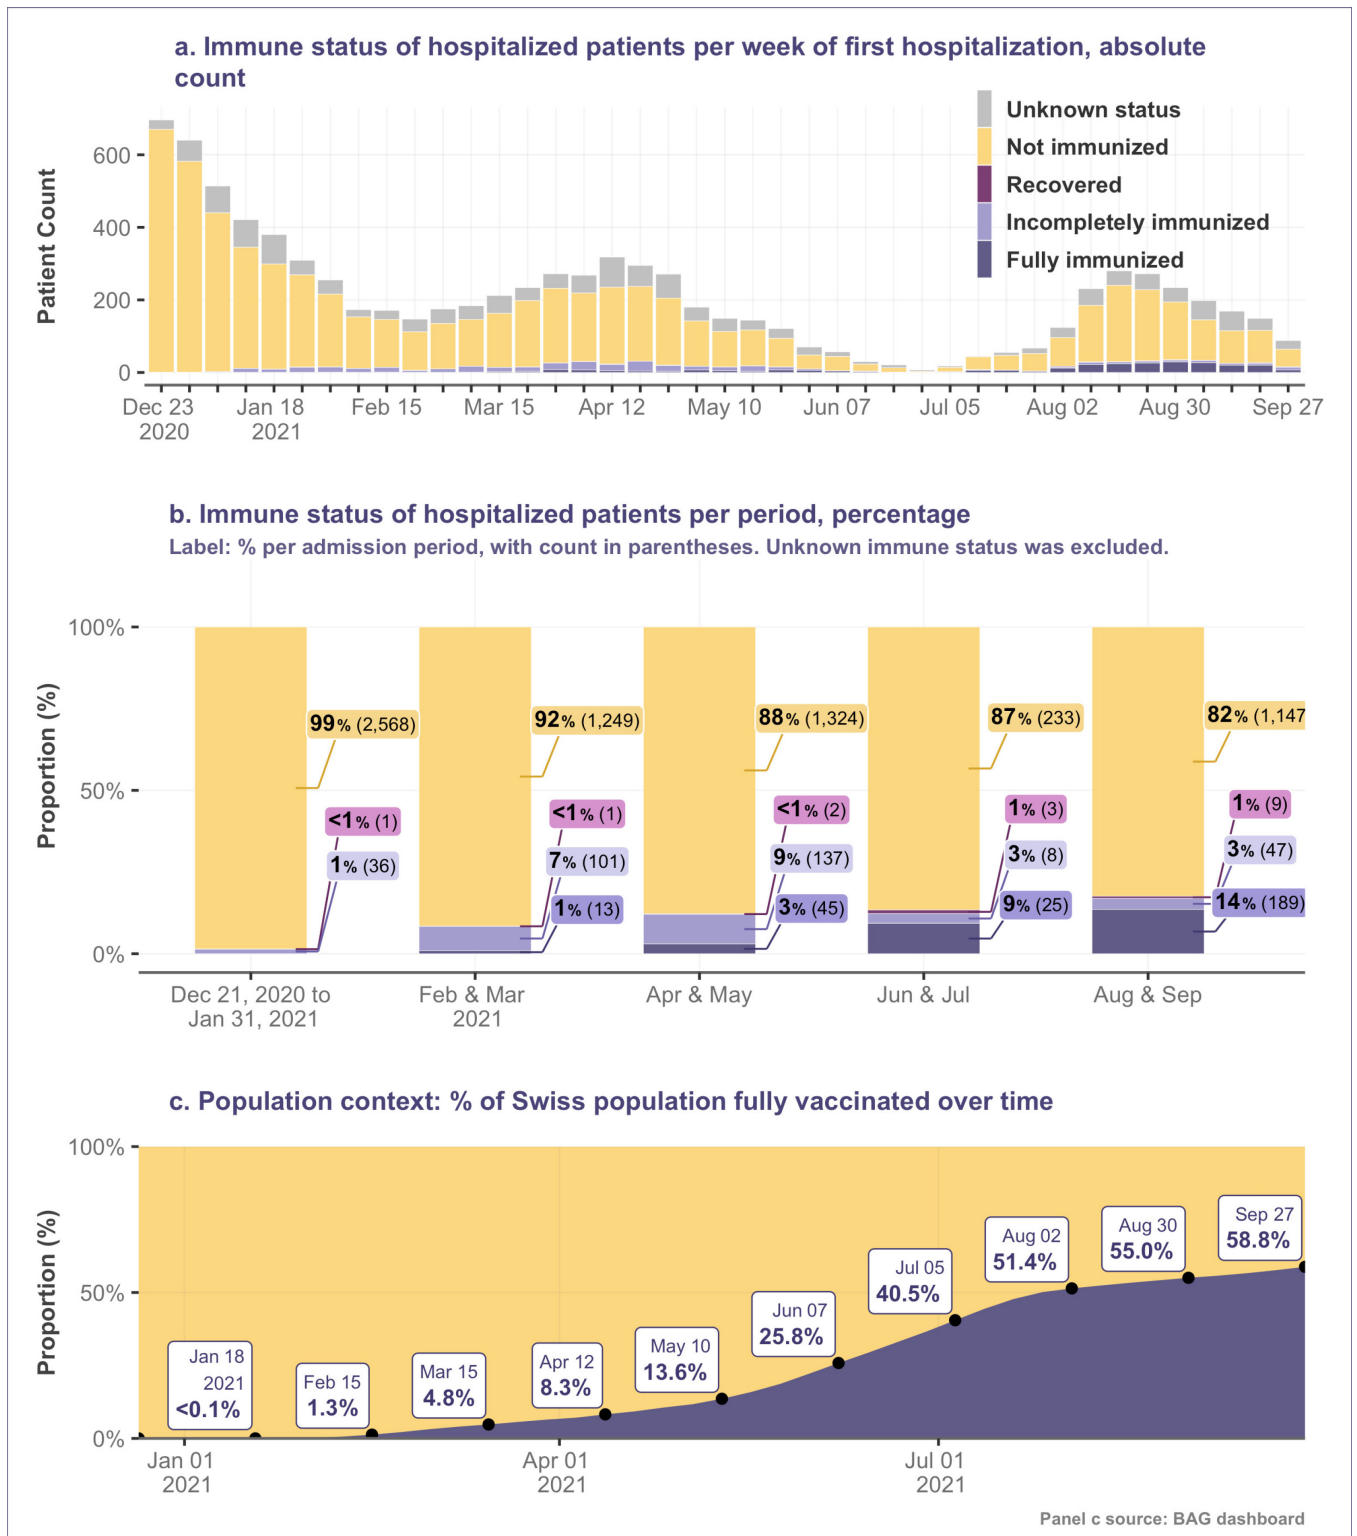 a. Immune status of hospitalized patients per week of first hospitalization, absolute
count
Unknown status
Not immunized
Recovered
Incompletely immunized
Fully immunized
Patient Count
600
400
200
0
Dec 23 Jan 18 Feb 15 Mar 15 Apr 12 May 10 Jun 07 Jul 05 Aug 02 Aug 30 Sep 27
2020 2021
b. Immune status of hospitalized patients per period, percentage
Label: % per admission period, with count in parentheses. Unknown immune status was excluded.
Proportion (%)
100%
50%
0%
99% (2,568)
<1% (1)
1% (36)
92% (1,249)
<1% (1)
7% (101)
1% (13)
88% (1,324)
<1% (2)
9% (137)
3% (45)
87% (233)
1% (3)
3% (8)
9% (25)
82% (1,147
1% (9)
3% (47)
14% (189)
Dec 21, 2020 to Feb & Mar Apr & May Jun & Jul Aug & Sep
Jan 31, 2021 2021
c. Population context: % of Swiss population fully vaccinated over time
Proportion (%)
100%
50%
0%
Jan 18
2021
<0.1%
Feb 15
1.3%
Mar 15
4.8%
Apr 12
8.3%
May 10
13.6%
Jun 07
25.8%
Jul 05
40.5%
Aug 02
51.4%
Aug 30
55.0%
Sep 27
58.8%
Jan 01 Apr 01 Jul 01
2021 2021 2021
Panel c source: BAG dashboard